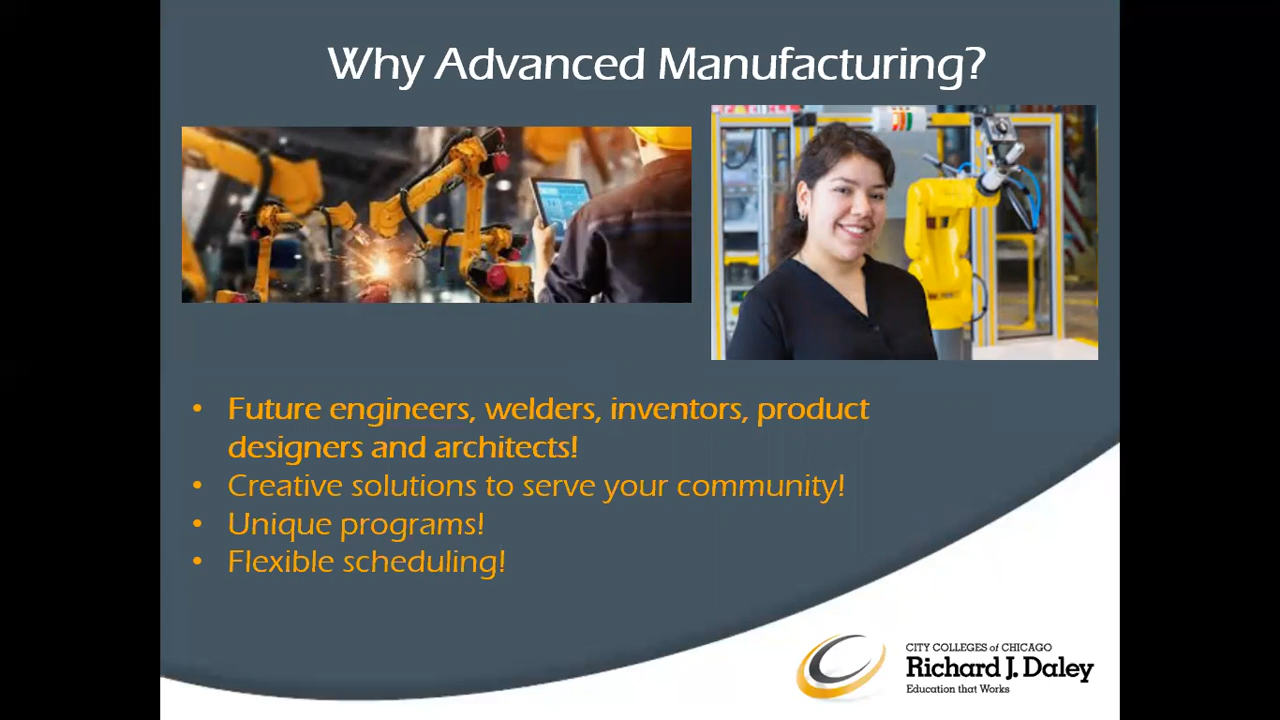 Why Advanced Manufacturing?
• Future engineers, welders, inventors, product
designers and architects!
• Creative solutions to serve your community!
• Unique programs!
• Flexible scheduling!
CITY COLLEGES of CHICAGO
Richard J. Daley
Education that Works